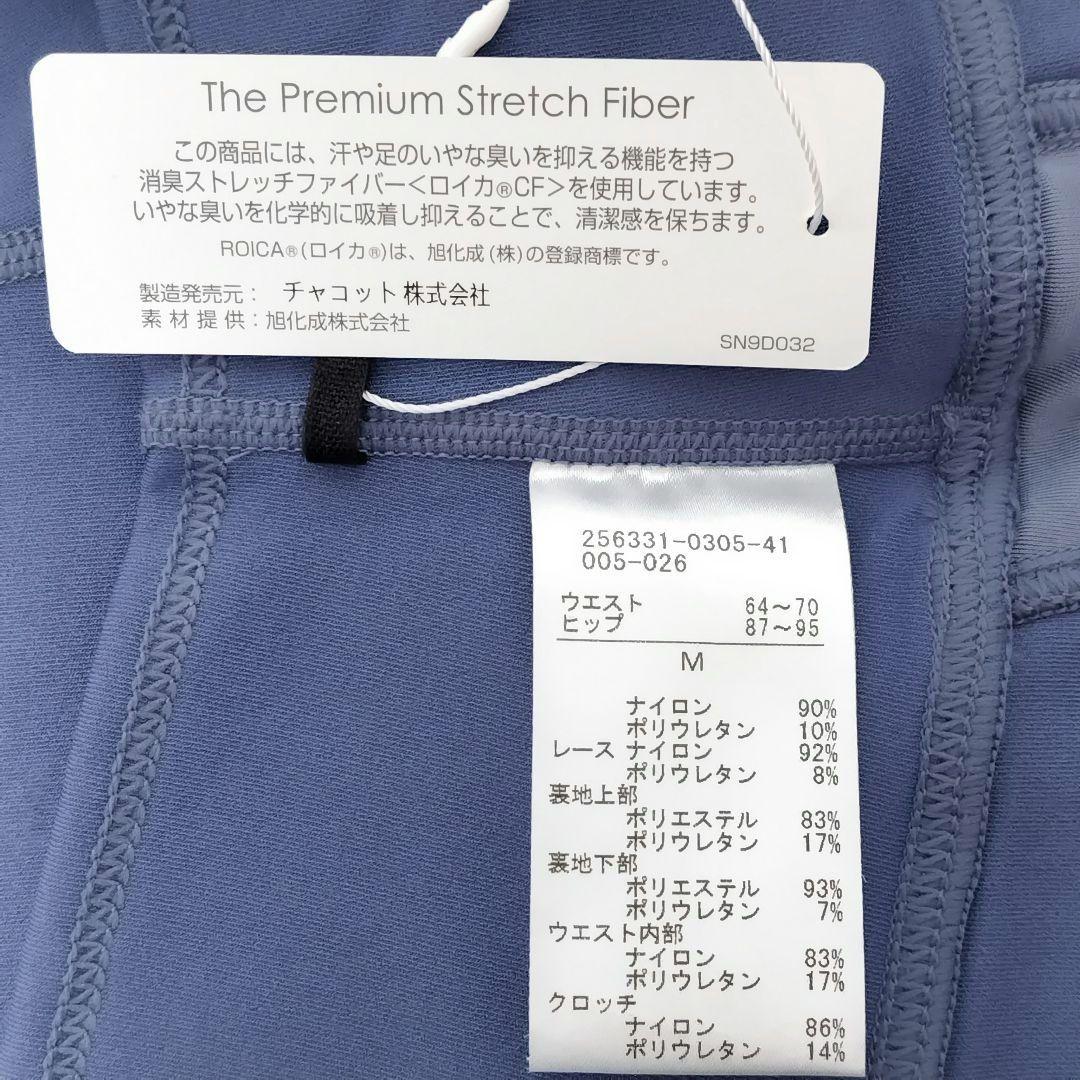 The Premium Stretch Fiber
この商品には、汗や足のいやな臭いを抑える機能を持つ
消臭ストレッチファイバー<ロイカ®CF>を使用しています。
いやな臭いを化学的に吸着し抑えることで、清潔感を保ちます。
ROICA®(ロイカ®)は、旭化成(株)の登録商標です。
製造発売元： チャコット株式会社
素材提供：旭化成株式会社
SN9D032
256331-0305-41
005-026
ウエスト 64〜70
ヒップ 87〜95
M
ナイロン 90%
ポリウレタン 10%
レース ナイロン 92%
ポリウレタン 8%
裏地上部
ポリエステル 83%
ポリウレタン 17%
裏地下部
ポリエステル 93%
ポリウレタン 7%
ウエスト内部
ナイロン 83%
ポリウレタン 17%
クロッチ
ナイロン 86%
ポリウレタン 14%